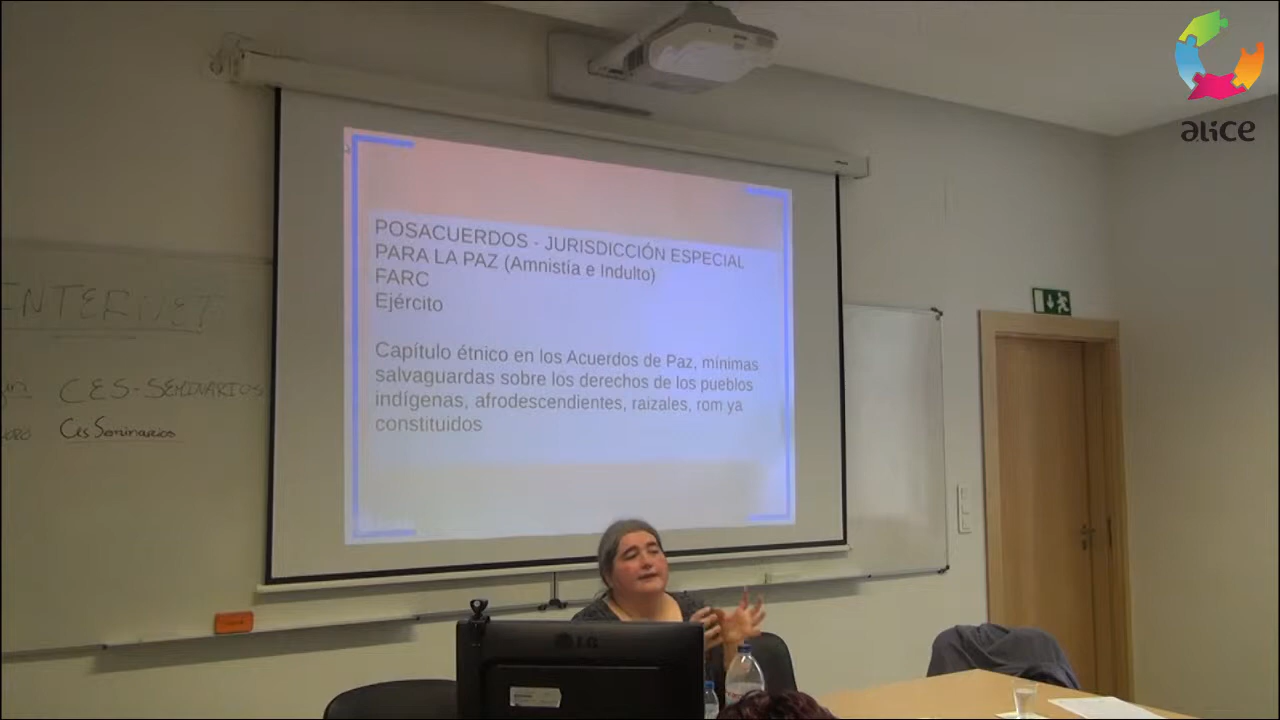 alice
POSACUERDOS - JURISDICCIÓN ESPECIAL
PARA LA PAZ (Amnistía e Indulto)
FARC
Ejército
Capítulo étnico en los Acuerdos de Paz, mínimas
salvaguardas sobre los derechos de los pueblos
indígenas, afrodescendientes, raizales, rom ya
constituidos
INTERNET
CES-SEMINARIOS
Ces Seminarios
LG